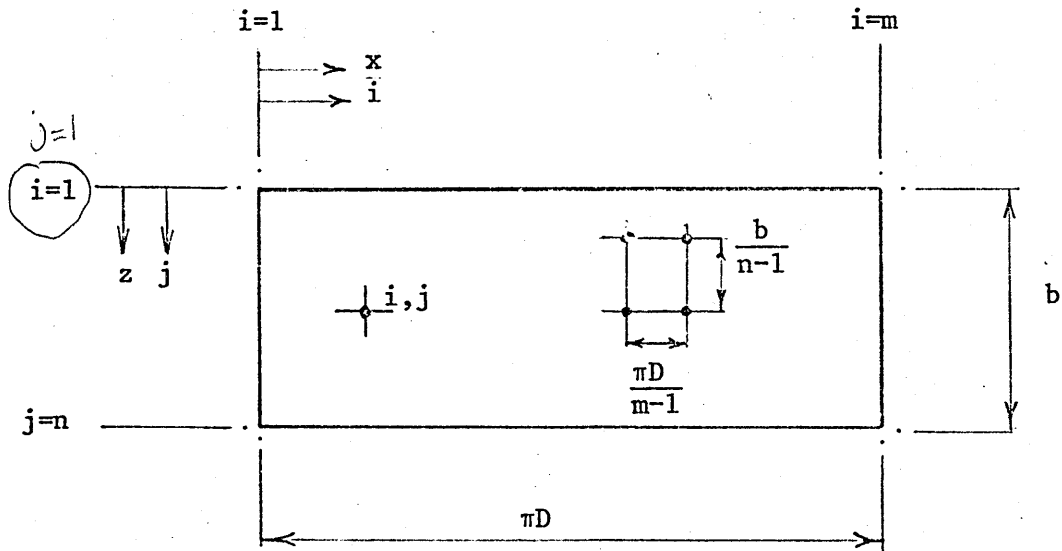 i=1
i=m
x
i
j=1
i=1
z
j
i,j
b
n-1
πD
m-1
b
j=n
πD